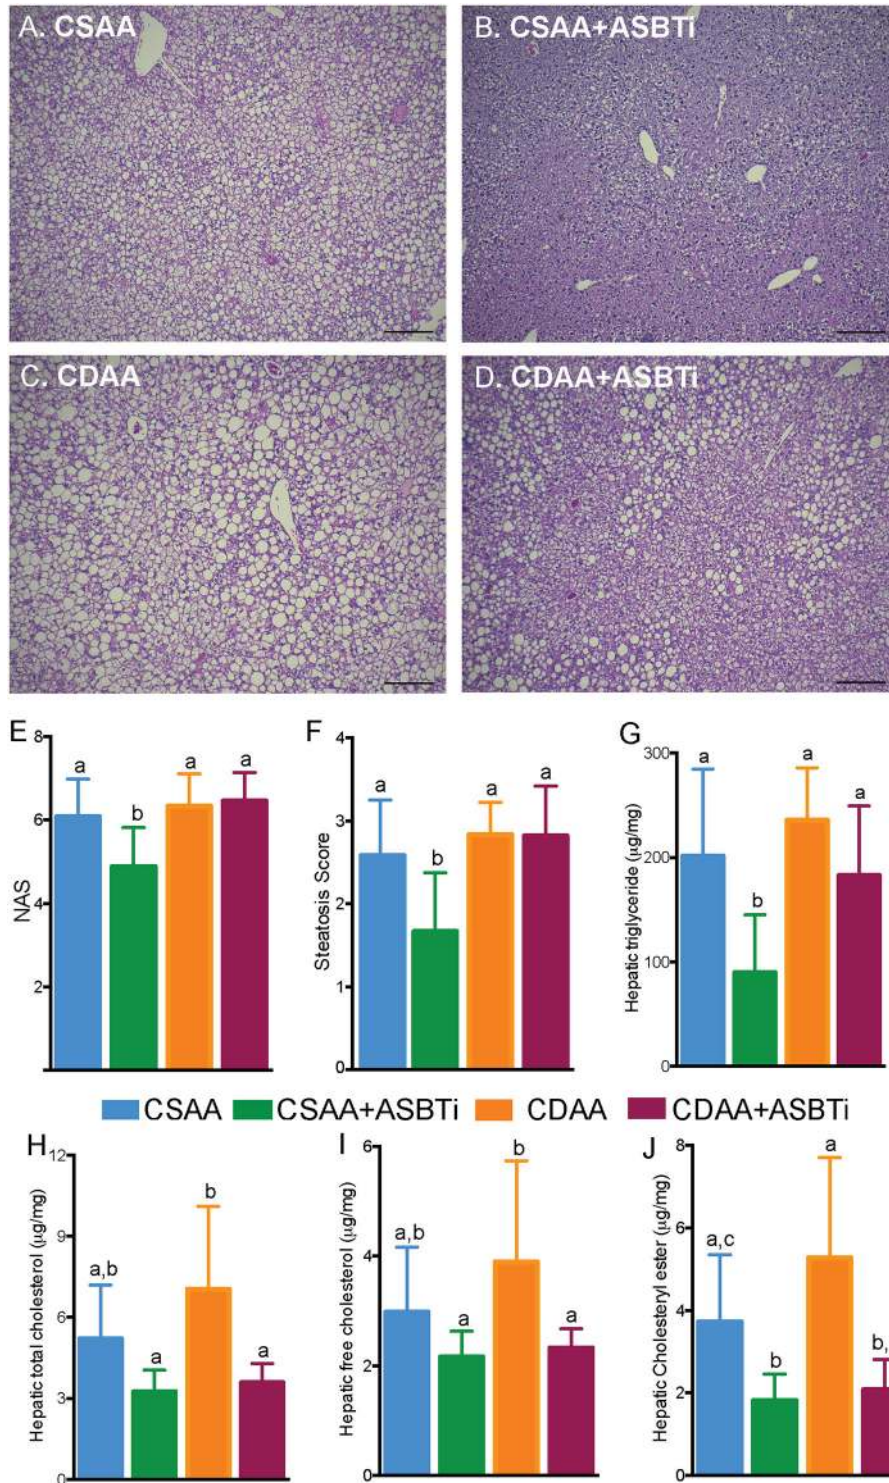 A. CSAA
B. CSAA+ASBTi
C. CDAA
D. CDAA+ASBTi
E
NAS
8
6
4
2
a
b
a
a
F
Steatosis Score
4
3
2
1
0
a
b
a
a
G
Hepatic triglyceride (µg/mg)
300
200
100
0
a
b
a
a
CSAA CSAA+ASBTi CDAA CDAA+ASBTi
H
Hepatic total cholesterol (µg/mg)
12
9
6
3
0
a,b
a
b
a
I
Hepatic free cholesterol (µg/mg)
6
4
2
0
a,b
a
b
a
J
Hepatic Cholesteryl ester (µg/mg)
8
6
4
2
0
a,c
b
a
b,